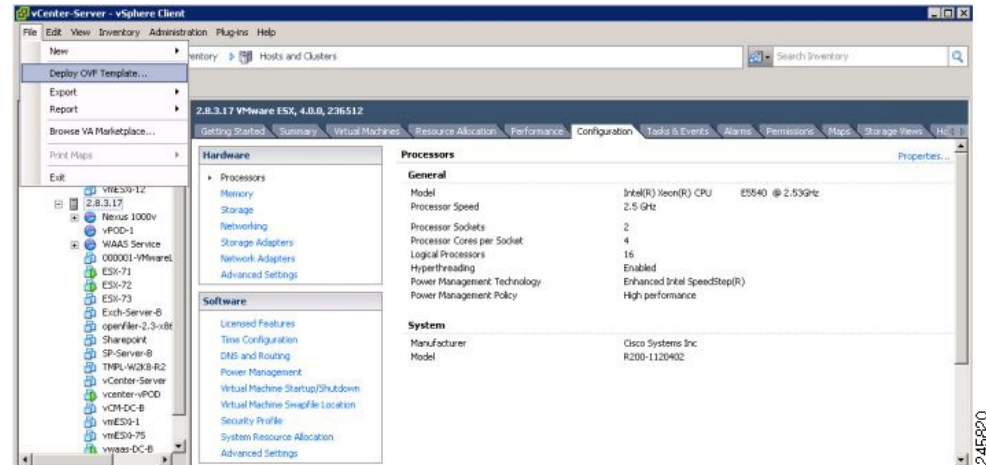 vCenter-Server - vSphere Client
File Edit View Inventory Administration Plug-ins Help
New
Deploy OVF Template...
Export
Report
Browse VA Marketplace...
Print Maps
Exit
entory Hosts and Clusters
Search Inventory
vmESXi-12
2.8.3.17
Nexus 1000v
vPOD-1
WAAS Service
000001-VMwareL
ESX-71
ESX-72
ESX-73
Exch-Server-B
openfiler-2.3-x86
Sharepoint
SP-Server-B
TMPL-W2K8-R2
vCenter-Server
vcenter-vPOD
vCM-DC-B
vmESXi-1
vmESXi-75
vwaas-DC-B
2.8.3.17 VMware ESX, 4.0.0, 236512
Getting Started Summary Virtual Machines Resource Allocation Performance Configuration Tasks & Events Alarms Permissions Maps Storage Views
Hardware
Processors
Memory
Storage
Networking
Storage Adapters
Network Adapters
Advanced Settings
Software
Licensed Features
Time Configuration
DNS and Routing
Power Management
Virtual Machine Startup/Shutdown
Virtual Machine Swapfile Location
Security Profile
System Resource Allocation
Advanced Settings
Processors Properties...
General
Model Intel(R) Xeon(R) CPU E5540 @ 2.53GHz
Processor Speed 2.5 GHz
Processor Sockets 2
Processor Cores per Socket 4
Logical Processors 16
Hyperthreading Enabled
Power Management Technology Enhanced Intel SpeedStep(R)
Power Management Policy High performance
System
Manufacturer Cisco Systems Inc
Model R200-1120402
245820